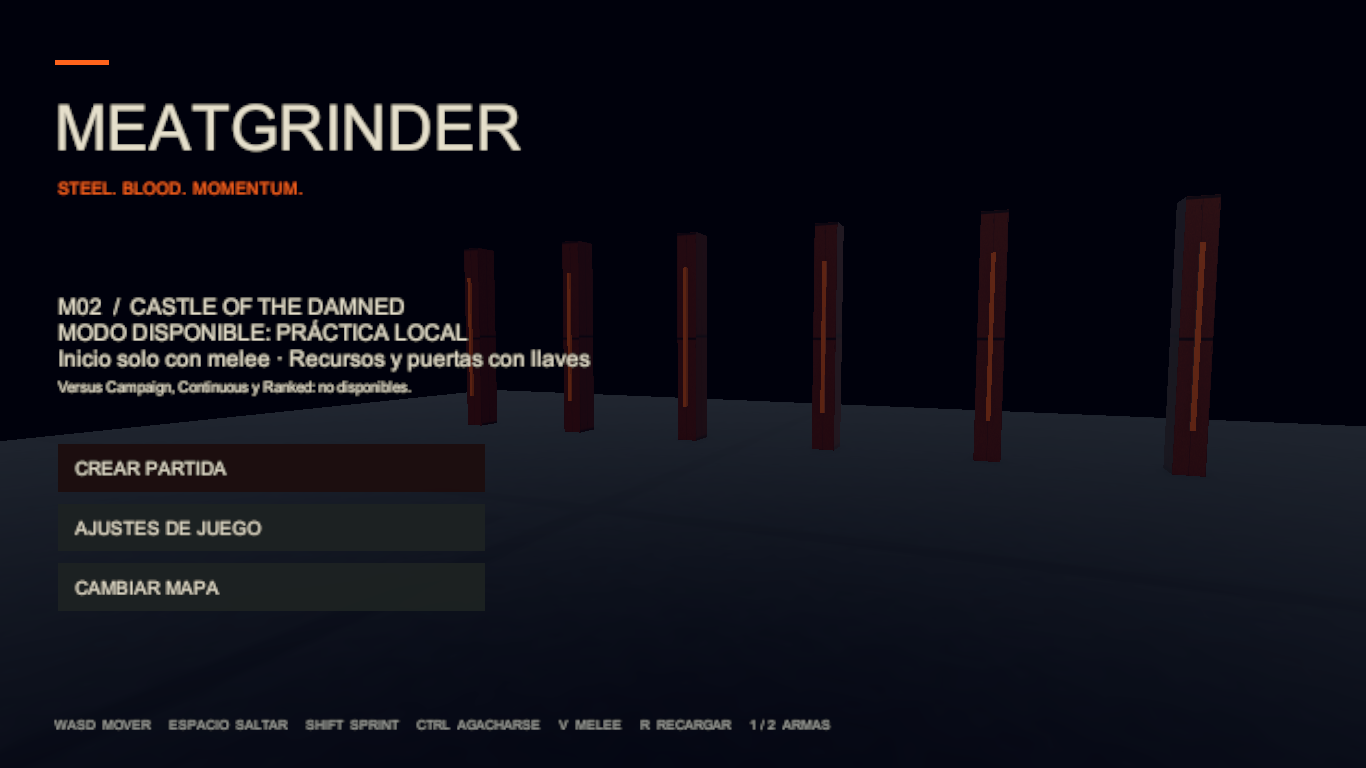 MEATGRINDER
STEEL. BLOOD. MOMENTUM.
M02 / CASTLE OF THE DAMNED
MODO DISPONIBLE: PRÁCTICA LOCAL
Inicio solo con melee · Recursos y puertas con llaves
Versus Campaign, Continuous y Ranked: no disponibles.
CREAR PARTIDA
AJUSTES DE JUEGO
CAMBIAR MAPA
WASD MOVER ESPACIO SALTAR SHIFT SPRINT CTRL AGACHARSE V MELEE R RECARGAR 1/2 ARMAS